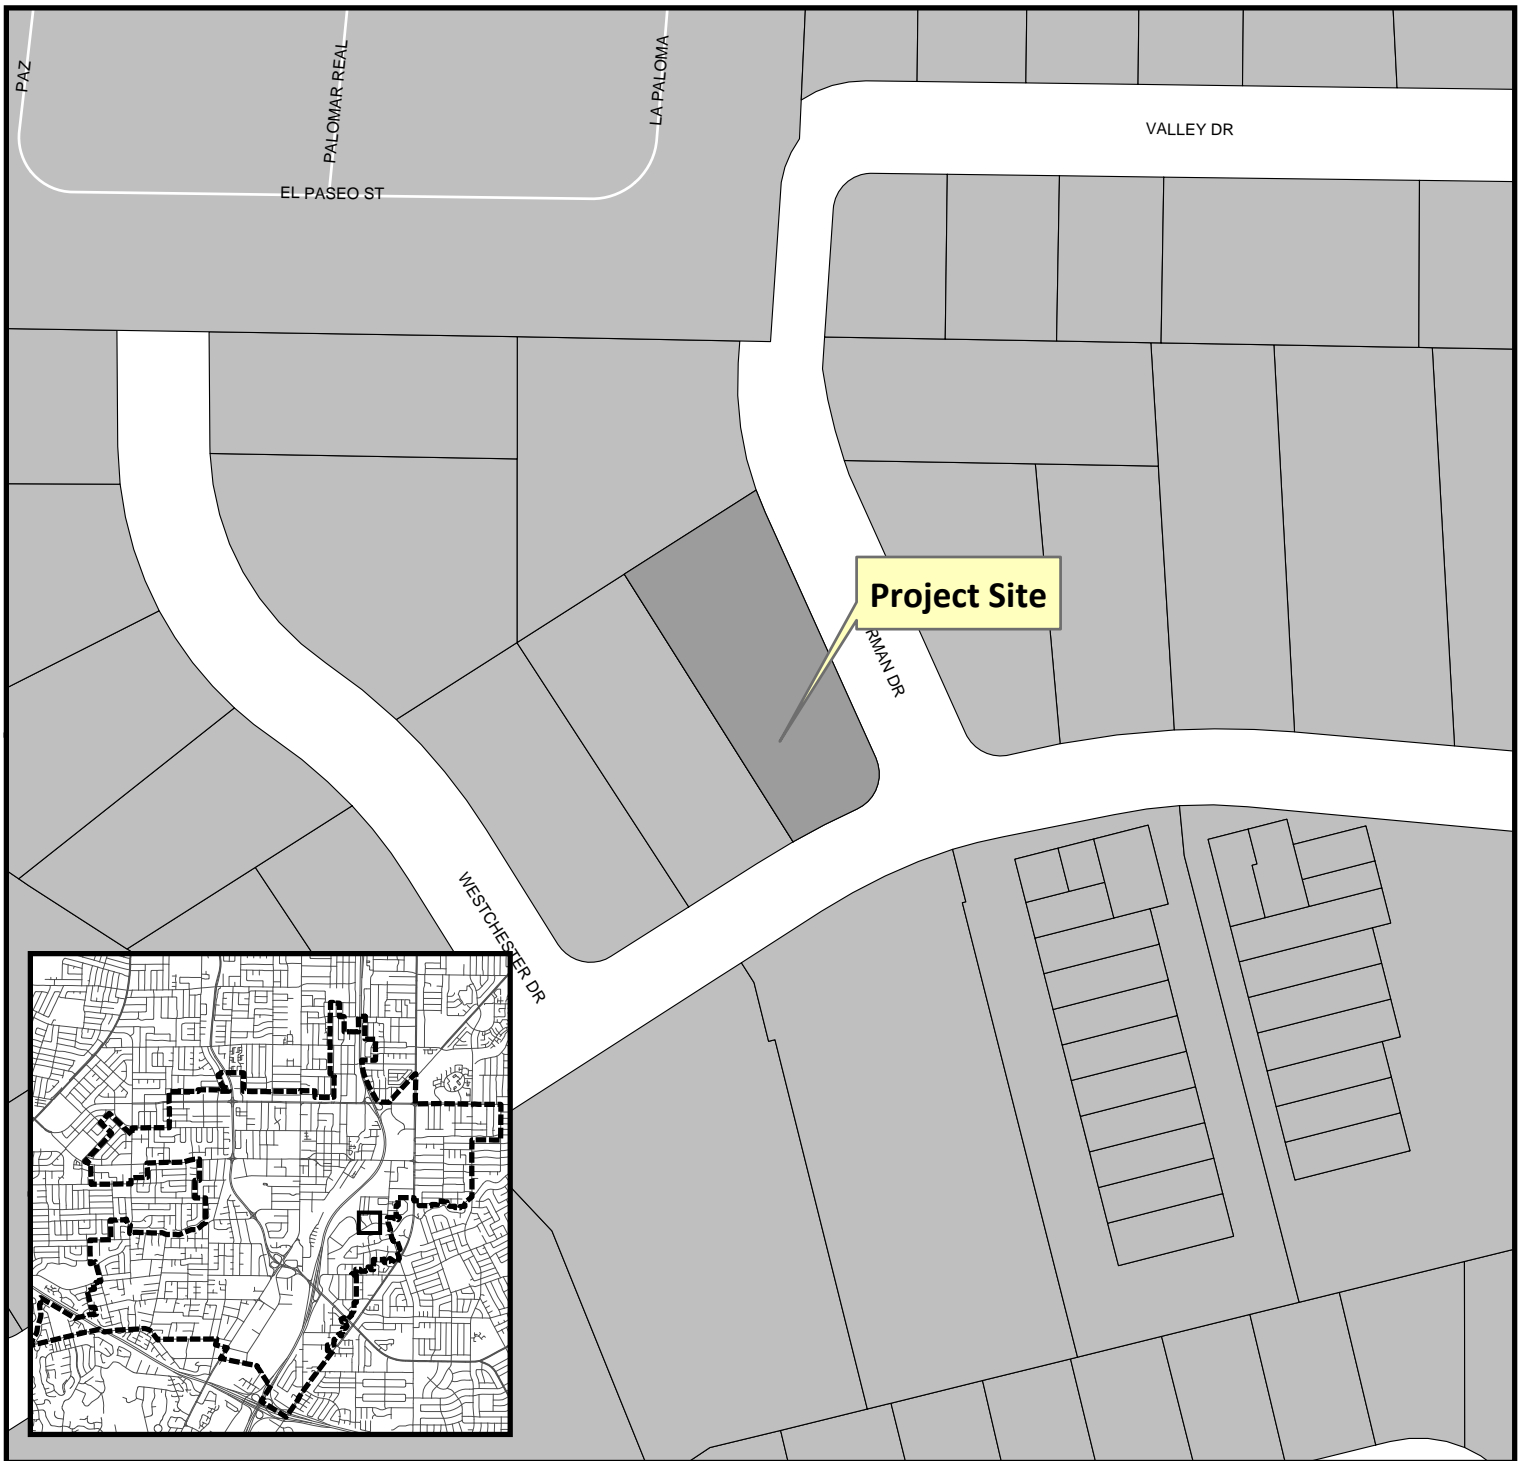 PAZ
PALOMAR REAL
LA PALOMA
VALLEY DR
EL PASEO ST
Project Site
RMAN DR
WESTCHESTER DR